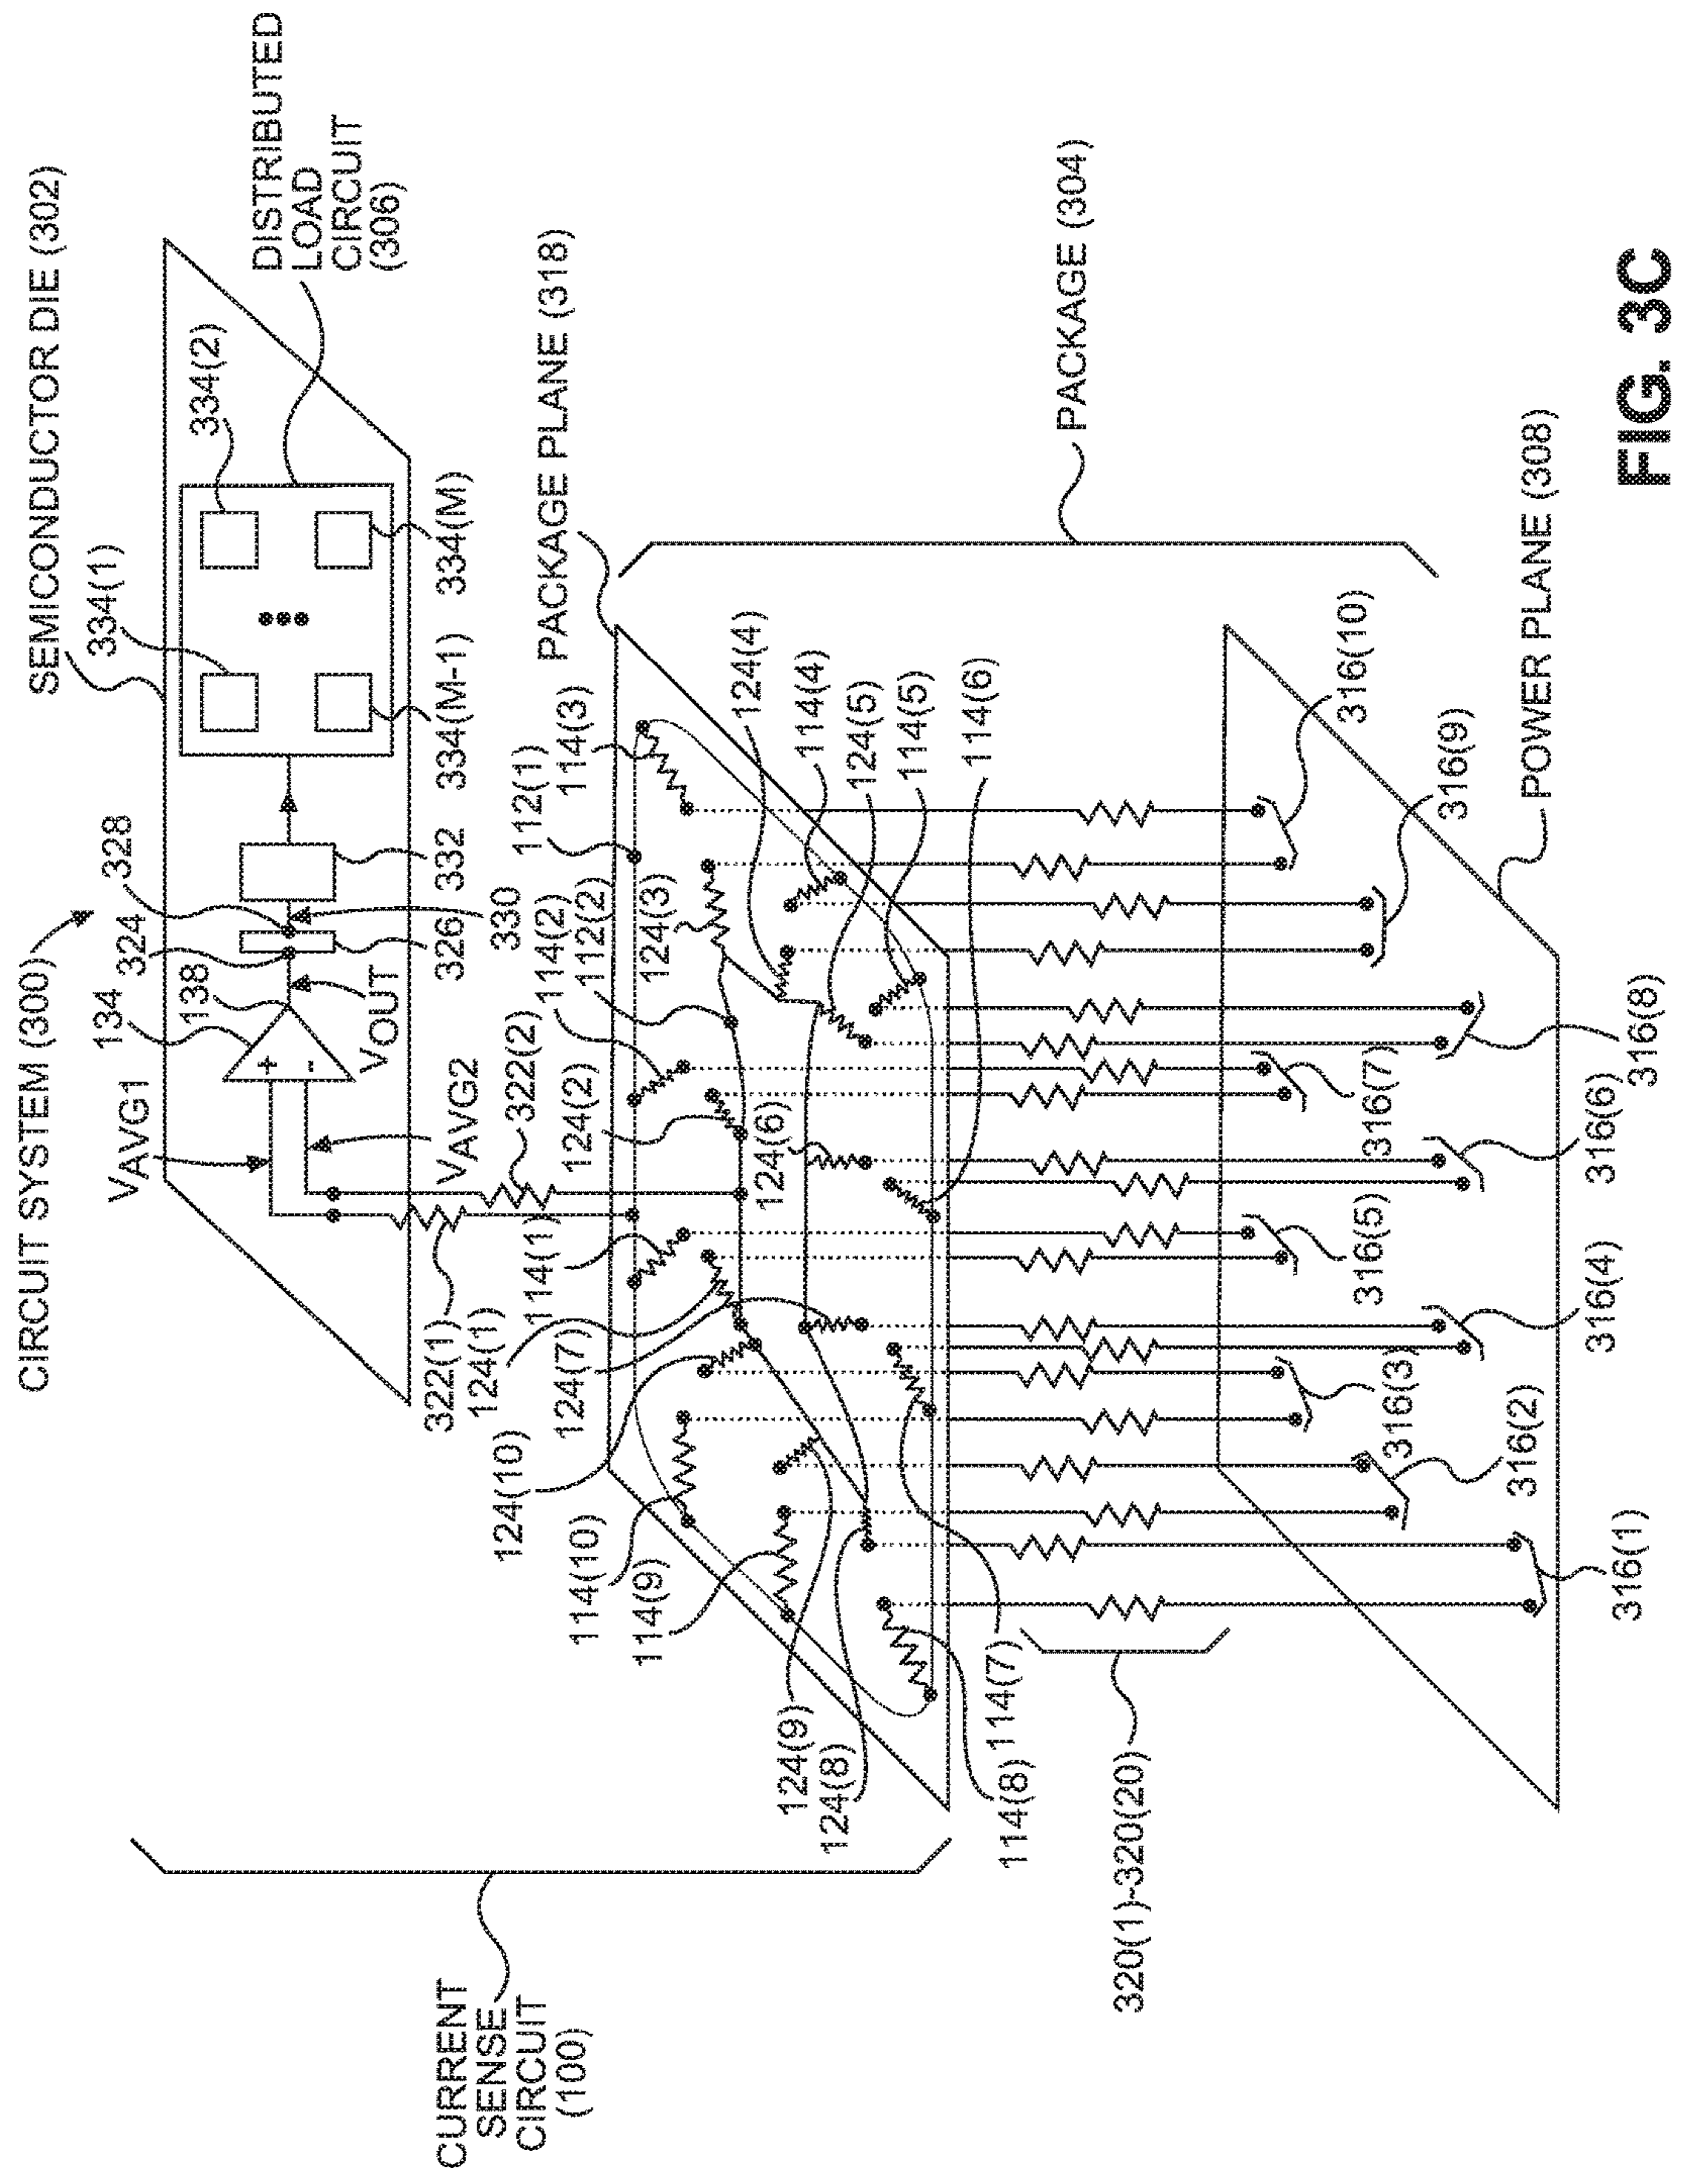 CIRCUIT SYSTEM (300)
SEMICONDUCTOR DIE (302)
VAVG1
134
138
324
328
334(1)
334(2)
DISTRIBUTED
LOAD
CIRCUIT
(306)
+
-
VOUT
VAVG2
326
330
332
334(M-1)
334(M)
322(1)
322(2)
PACKAGE PLANE (318)
124(1)
114(1)
124(2)
114(2)
112(2)
112(1)
114(3)
124(3)
124(10)
124(7)
124(6)
124(4)
114(4)
124(5)
114(5)
114(6)
114(10)
114(9)
124(9)
124(8)
114(8)
114(7)
CURRENT
SENSE
CIRCUIT
(100)
PACKAGE (304)
320(1)-320(20)
316(1)
316(2)
316(3)
316(4)
316(5)
316(6)
316(7)
316(8)
316(9)
316(10)
POWER PLANE (308)
FIG. 3C